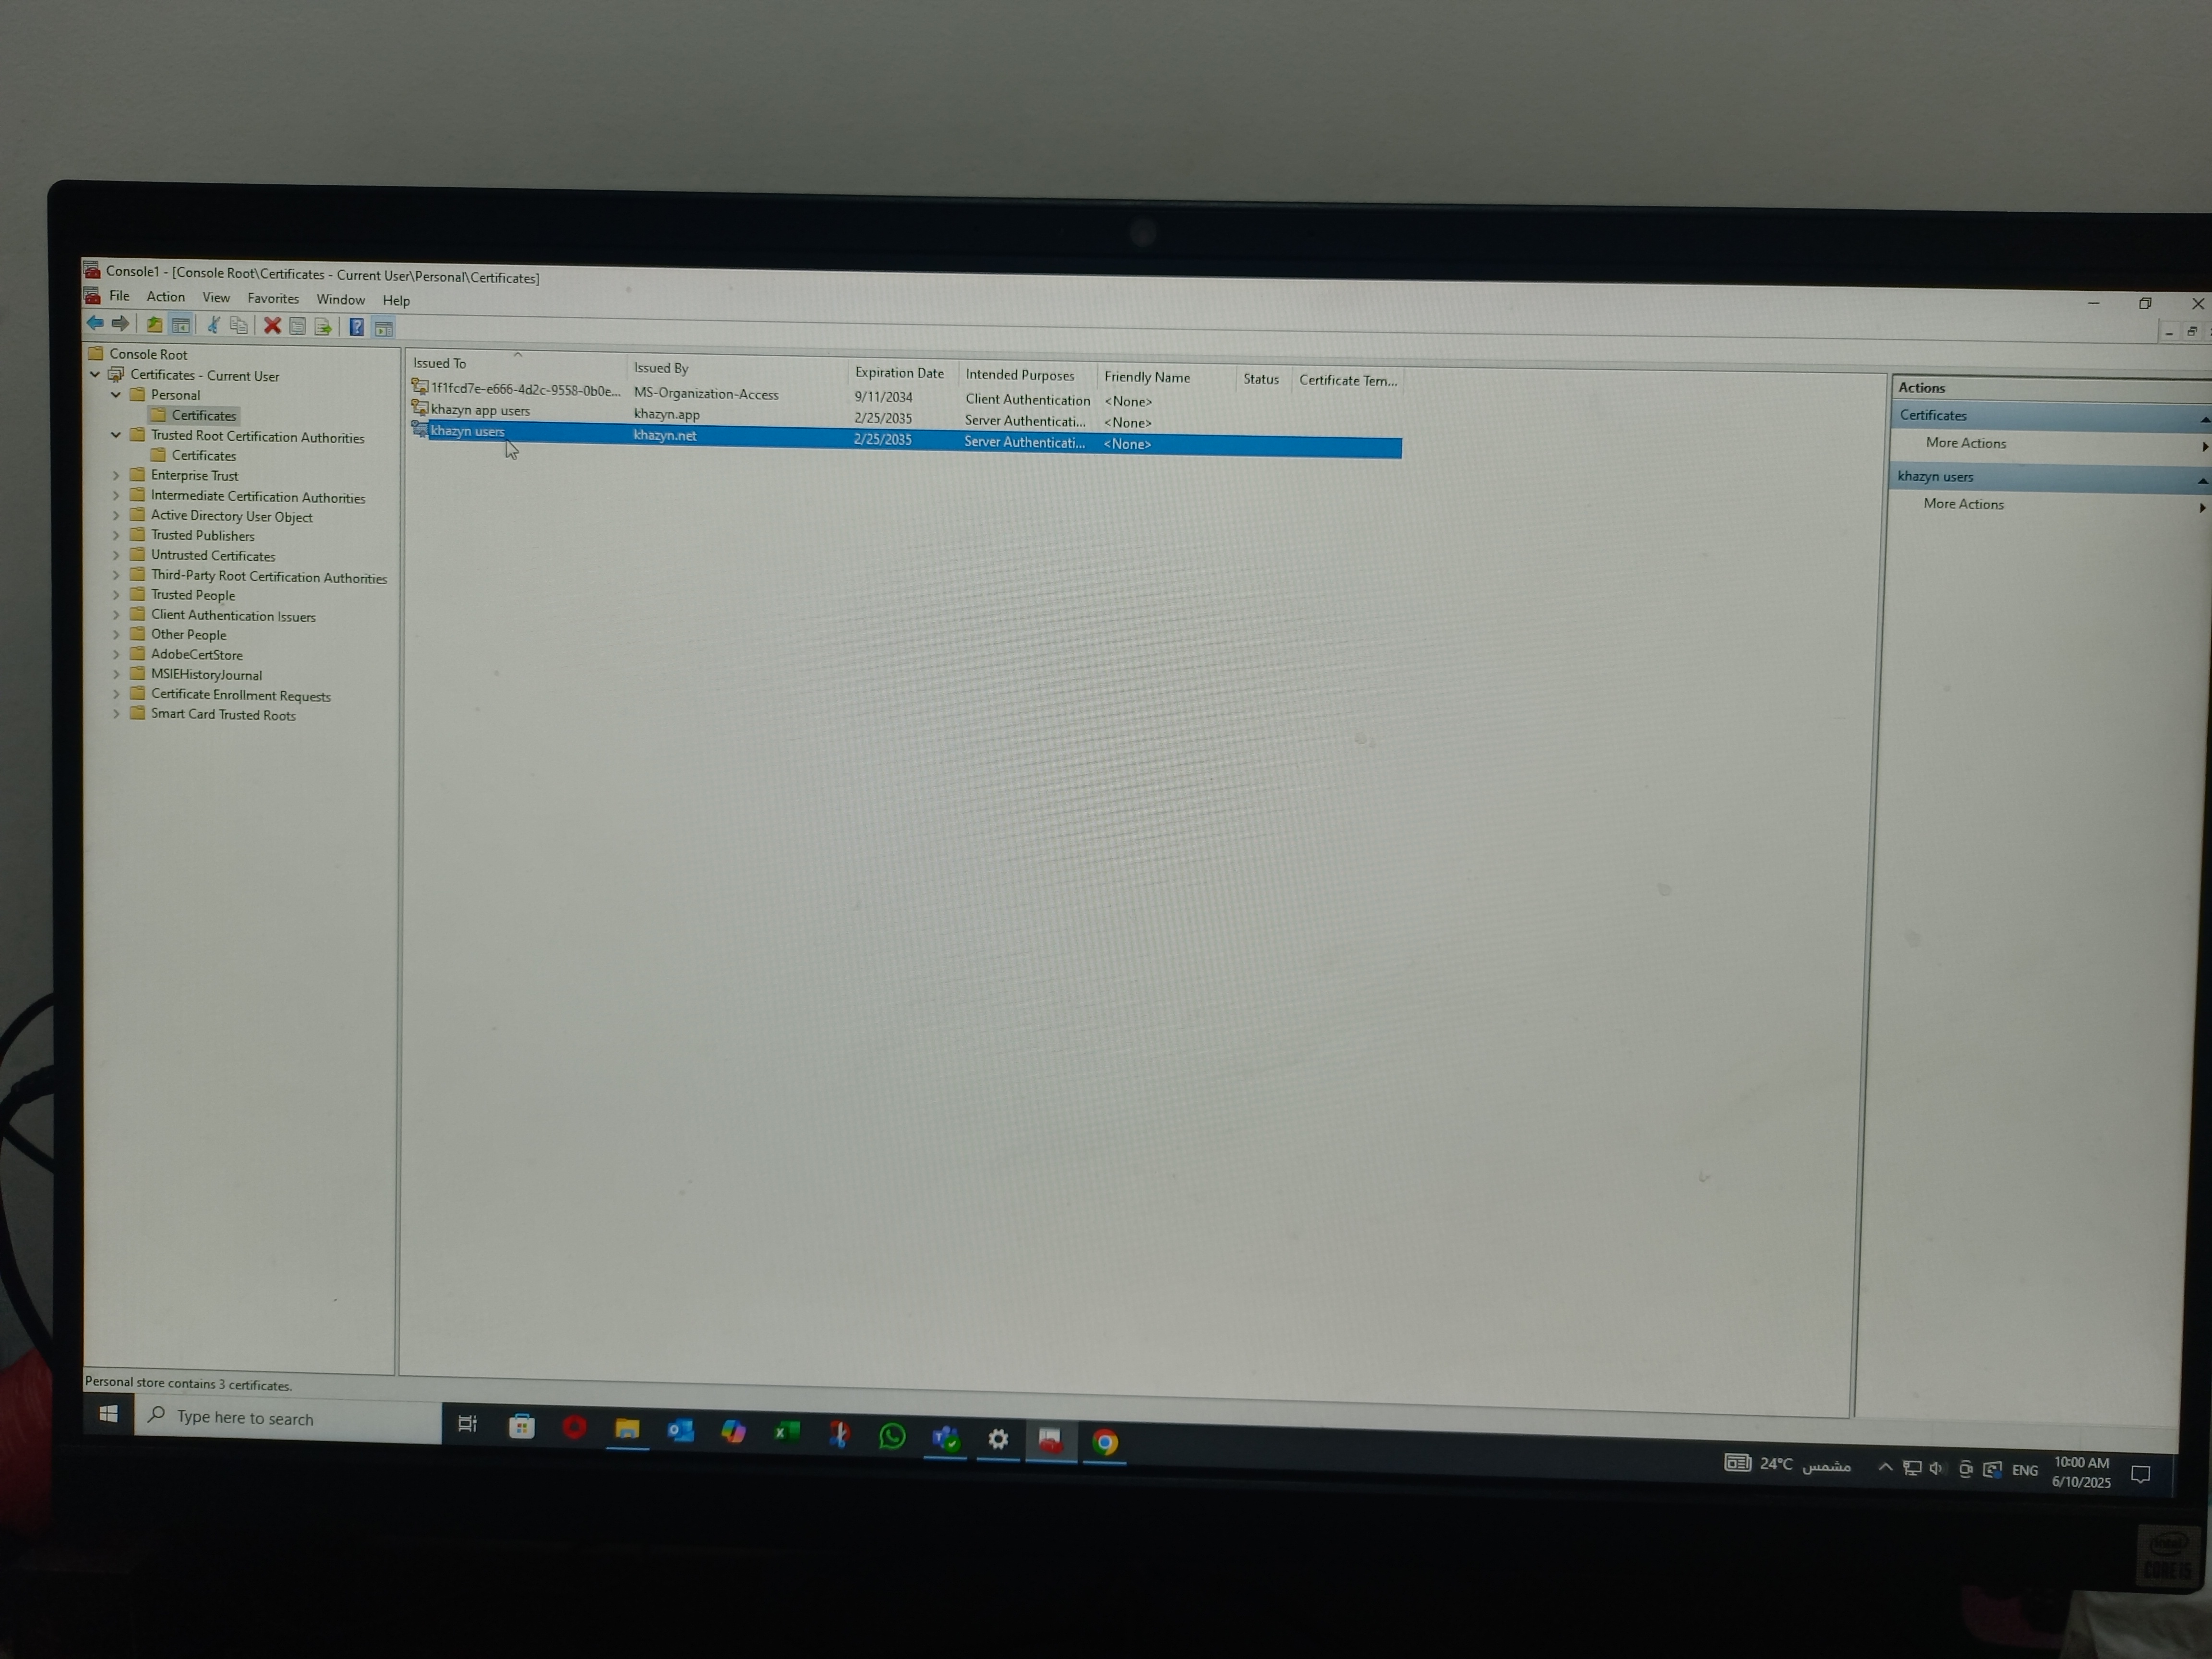 Console1 - [Console Root\Certificates - Current User\Personal\Certificates]
File Action View Favorites Window Help
Console Root
Certificates - Current User
Personal
Certificates
Trusted Root Certification Authorities
Certificates
Enterprise Trust
Intermediate Certification Authorities
Active Directory User Object
Trusted Publishers
Untrusted Certificates
Third-Party Root Certification Authorities
Trusted People
Client Authentication Issuers
Other People
AdobeCertStore
MSIEHistoryJournal
Certificate Enrollment Requests
Smart Card Trusted Roots
Issued To Issued By Expiration Date Intended Purposes Friendly Name Status Certificate Tem...
1f1fcd7e-e666-4d2c-9558-0b0e... MS-Organization-Access 9/11/2034 Client Authentication <None>
khazyn app users khazyn.app 2/25/2035 Server Authenticati... <None>
khazyn users khazyn.net 2/25/2035 Server Authenticati... <None>
Actions
Certificates
More Actions
khazyn users
More Actions
Personal store contains 3 certificates.
Type here to search
24°C مشمس
ENG
10:00 AM
6/10/2025
intel
CORE i5